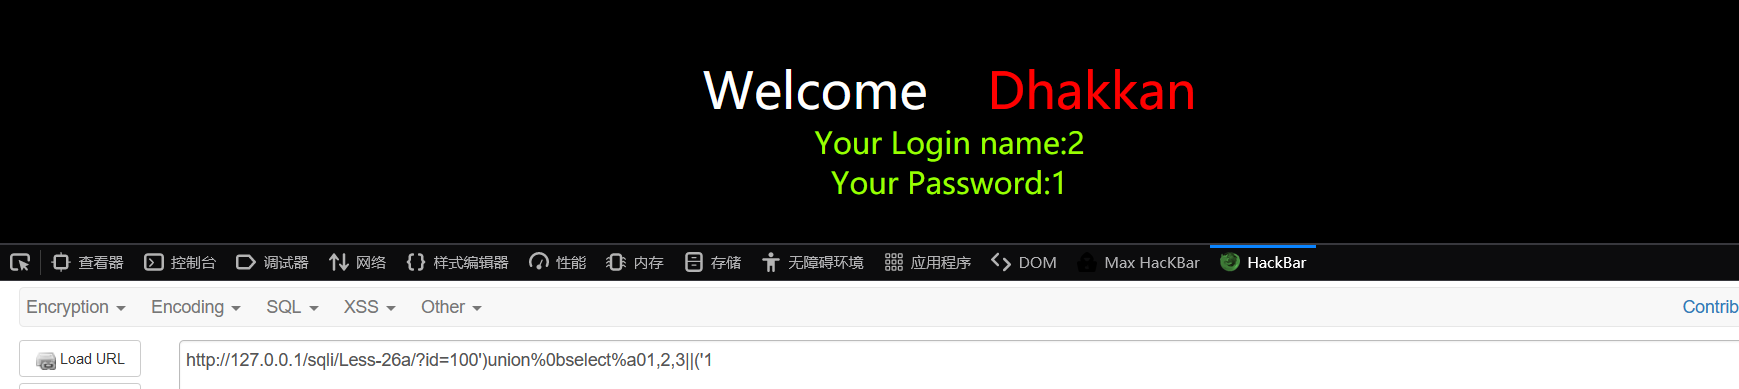 Welcome Dhakkan
Your Login name:2
Your Password:1
查看器 控制台 调试器 网络 样式编辑器 性能 内存 存储 无障碍环境 应用程序 DOM Max HacKBar HackBar
Encryption Encoding SQL XSS Other Contrib
Load URL http://127.0.0.1/sqli/Less-26a/?id=100')union%0bselect%a01,2,3||('1